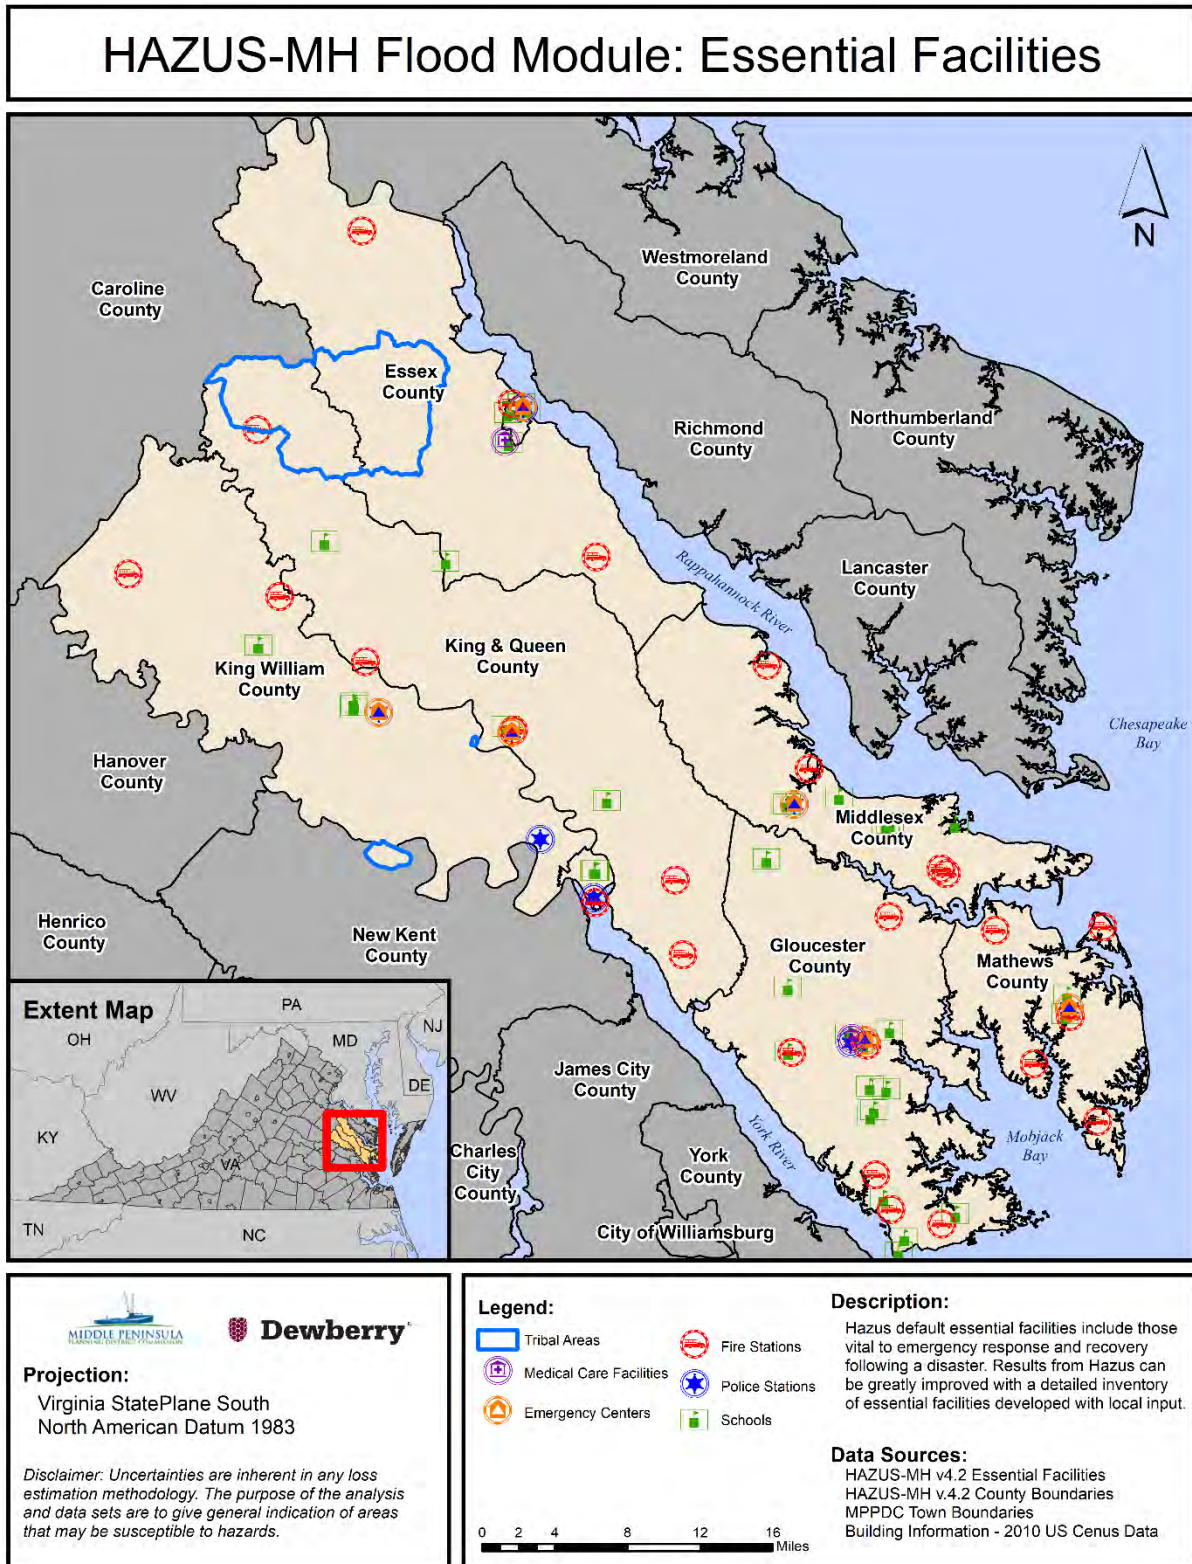 HAZUS-MH Flood Module: Essential Facilities
N
Westmoreland
County
Caroline
County
Essex
County
Richmond
County
Northumberland
County
Rappahannock River
Lancaster
County
King & Queen
County
King William
County
Chesapeake
Bay
Hanover
County
Middlesex
County
Henrico
County
New Kent
County
Gloucester
County
Mathews
County
James City
County
York River
Mobjack
Bay
Charles
City
County
York
County
City of Williamsburg
Extent Map
PA
OH
NJ
MD
WV
DE
KY
VA
TN
NC
MIDDLE PENINSULA
PLANNING DISTRICT COMMISSION
Dewberry
Projection:
Virginia StatePlane South
North American Datum 1983
Disclaimer: Uncertainties are inherent in any loss
estimation methodology. The purpose of the analysis
and data sets are to give general indication of areas
that may be susceptible to hazards.
Legend:
Tribal Areas
Medical Care Facilities
Emergency Centers
Fire Stations
Police Stations
Schools
0 2 4 8 12 16
Miles
Description:
Hazus default essential facilities include those
vital to emergency response and recovery
following a disaster. Results from Hazus can
be greatly improved with a detailed inventory
of essential facilities developed with local input.
Data Sources:
HAZUS-MH v4.2 Essential Facilities
HAZUS-MH v.4.2 County Boundaries
MPPDC Town Boundaries
Building Information - 2010 US Cenus Data